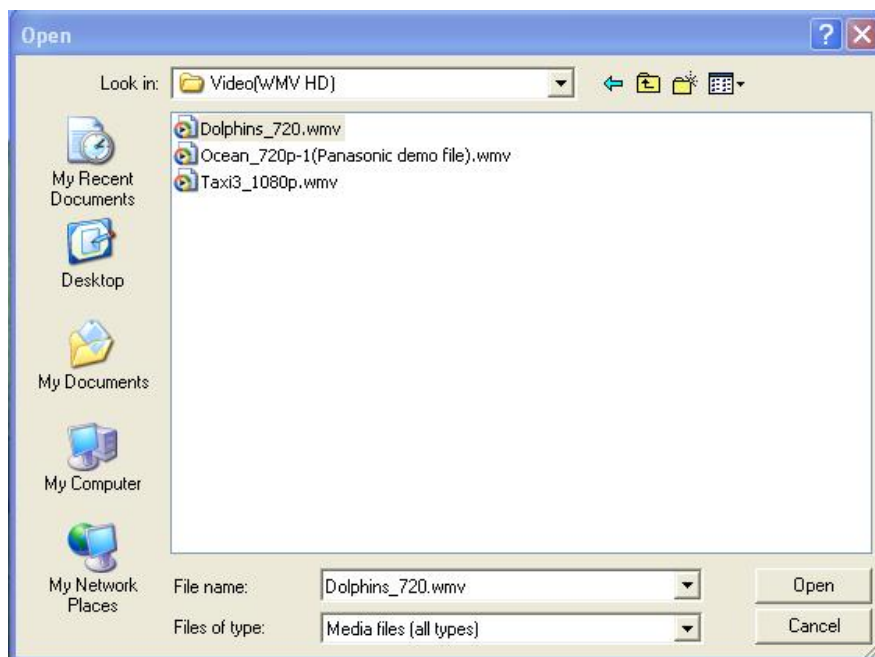 Open
Look in: Video(WMV HD)
Dolphins_720.wmv
Ocean_720p-1(Panasonic demo file).wmv
Taxi3_1080p.wmv
My Recent
Documents
Desktop
My Documents
My Computer
My Network
Places
File name: Dolphins_720.wmv Open
Files of type: Media files (all types) Cancel